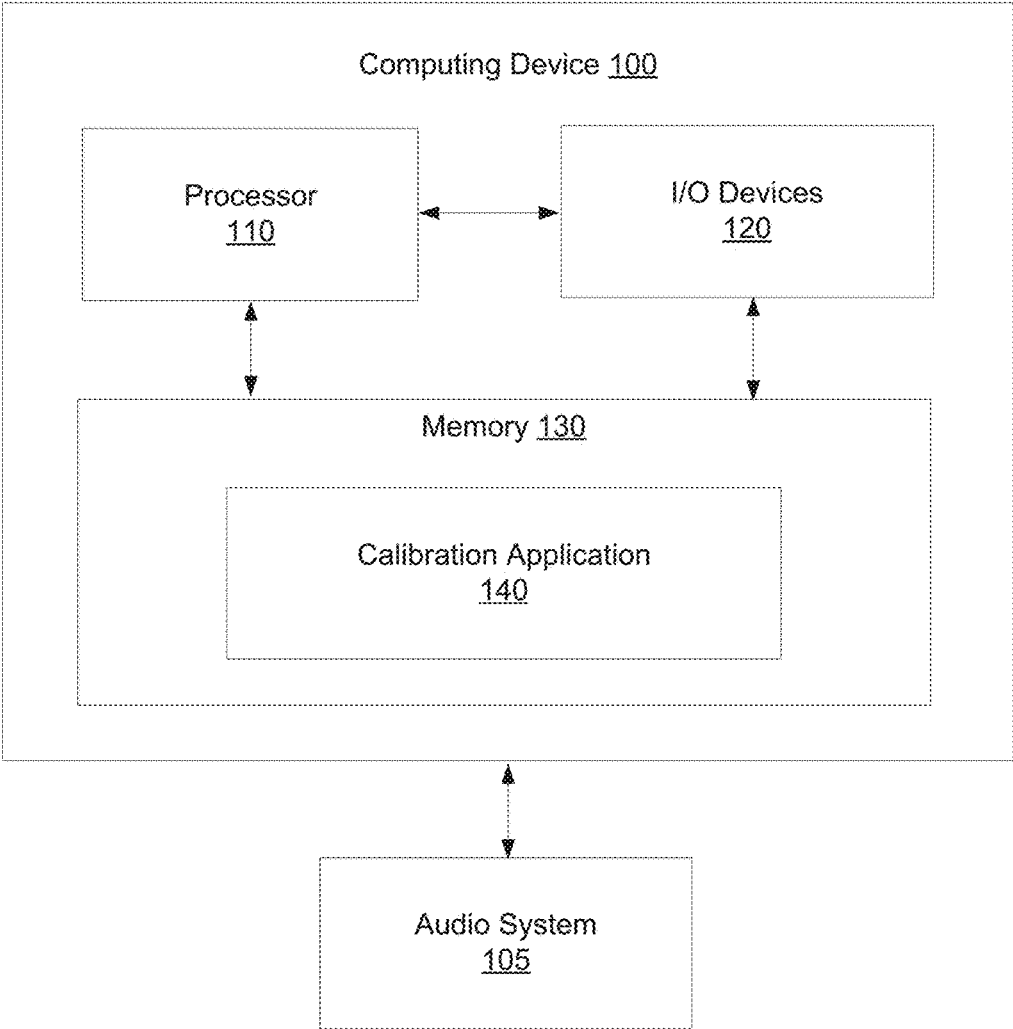 Computing Device 100
Processor
110
I/O Devices
120
Memory 130
Calibration Application
140
Audio System
105